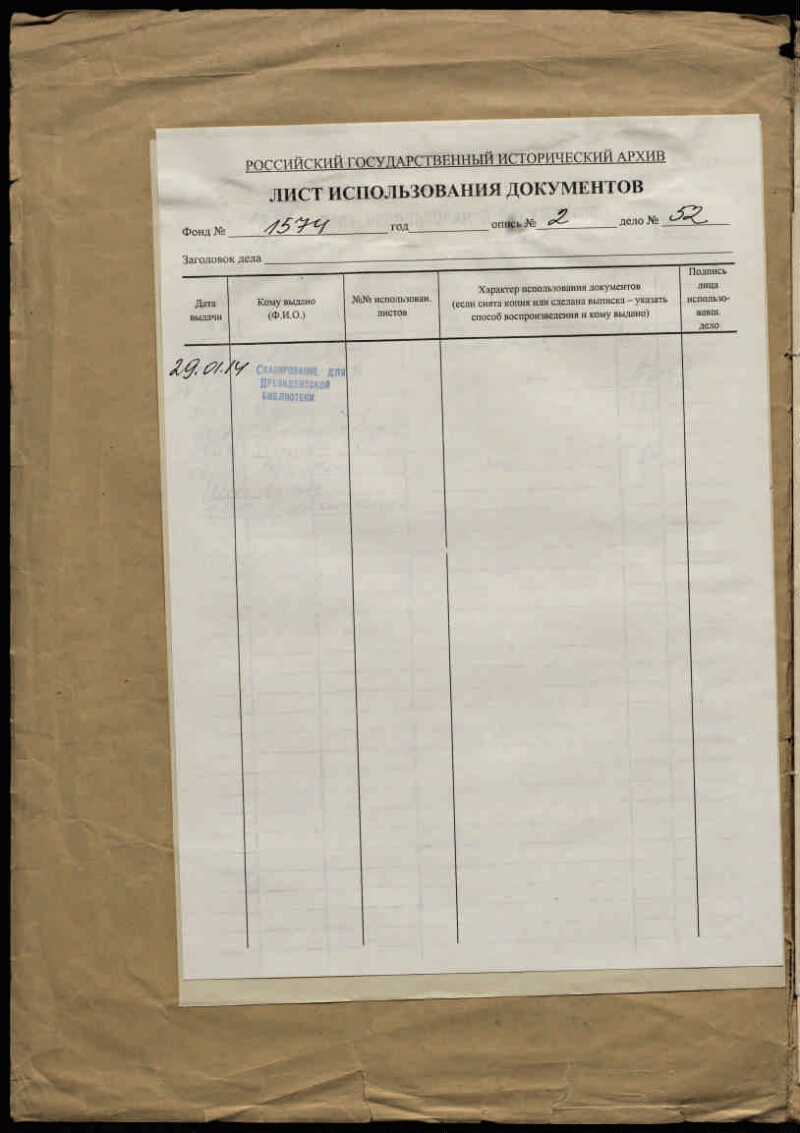 РОССИЙСКИЙ ГОСУДАРСТВЕННЫЙ ИСТОРИЧЕСКИЙ АРХИВ
ЛИСТ ИСПОЛЬЗОВАНИЯ ДОКУМЕНТОВ
Фонд № 1574 год опись № 2 дело № 52
Заголовок дела
Дата
выдачи
Кому выдано
(Ф.И.О.)
№№ использован.
листов
Характер использования документов
(если снята копия или сделана выписка – указать
способ воспроизведения и кому выдано)
Подпись
лица
использо-
вавш.
дело
29.01.14
Сканирование для
Президентской
библиотеки